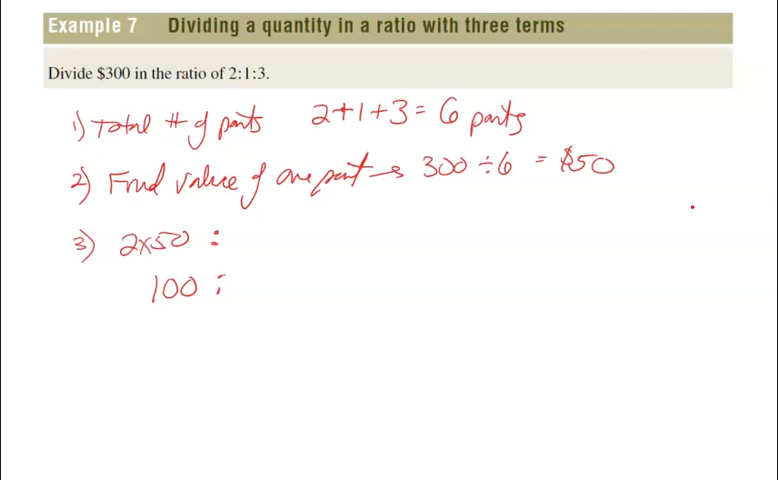 Example 7 Dividing a quantity in a ratio with three terms
Divide $300 in the ratio of 2:1:3.
1) Total # of parts 2+1+3 = 6 parts
2) Find value of one part → 300 ÷ 6 = $50
3) 2×50 :
100 :